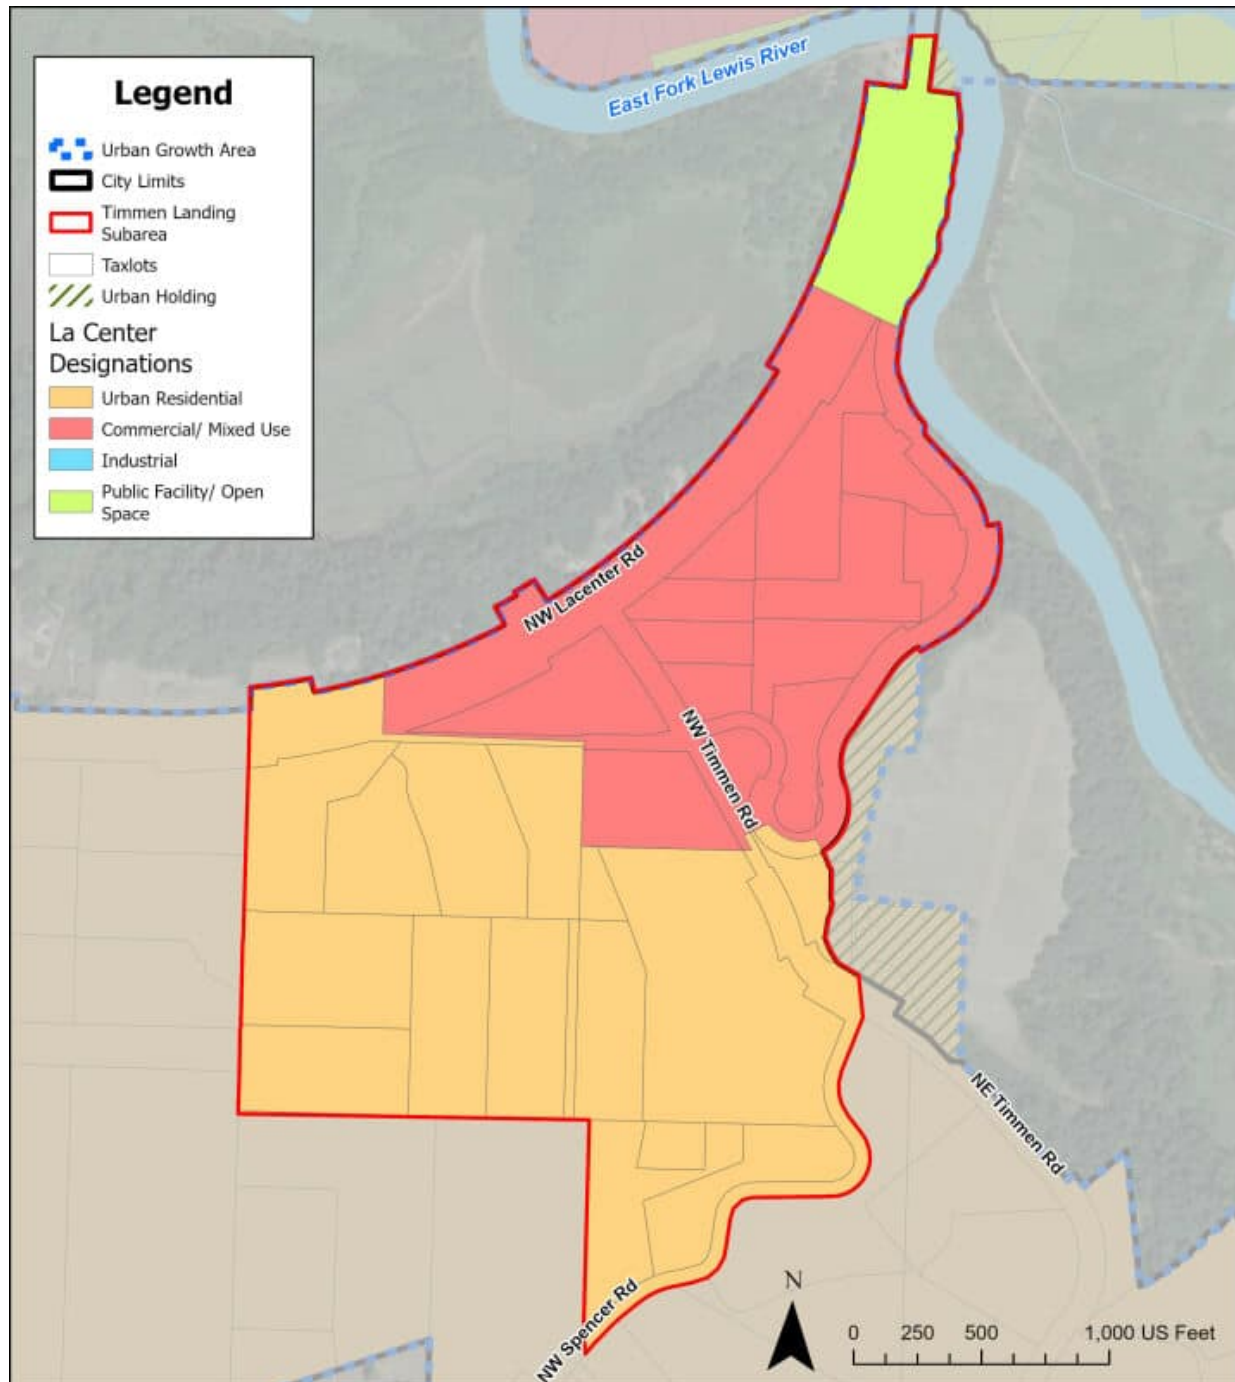 Legend
Urban Growth Area
City Limits
Timmen Landing
Subarea
Taxlots
Urban Holding
La Center
Designations
Urban Residential
Commercial/ Mixed Use
Industrial
Public Facility/ Open
Space
East Fork Lewis River
NW Lacenter Rd
NW Timmen Rd
NE Timmen Rd
NW Spencer Rd
N
0 250 500 1,000 US Feet